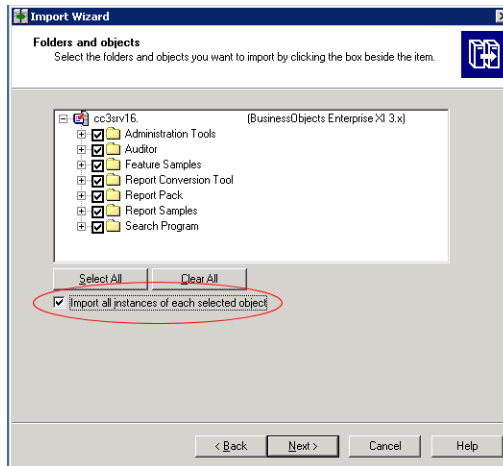 Import Wizard
Folders and objects
Select the folders and objects you want to import by clicking the box beside the item.
cc3srv16. (BusinessObjects Enterprise XI 3.x)
Administration Tools
Auditor
Feature Samples
Report Conversion Tool
Report Pack
Report Samples
Search Program
Select All Clear All
Import all instances of each selected object
< Back Next > Cancel Help